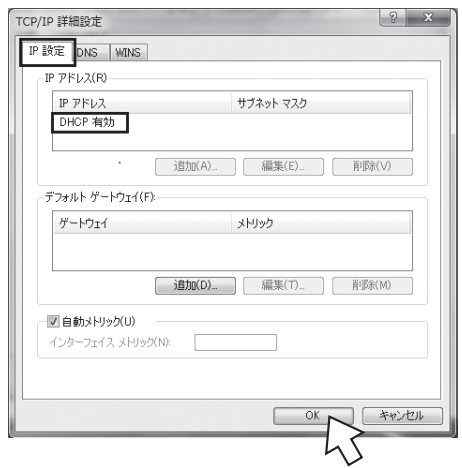 TCP/IP 詳細設定
IP 設定 DNS WINS
IP アドレス(R)
IP アドレス サブネット マスク
DHCP 有効
追加(A)... 編集(E)... 削除(V)
デフォルト ゲートウェイ(F):
ゲートウェイ メトリック
追加(D)... 編集(T)... 削除(M)
自動メトリック(U)
インターフェイス メトリック(N):
OK キャンセル